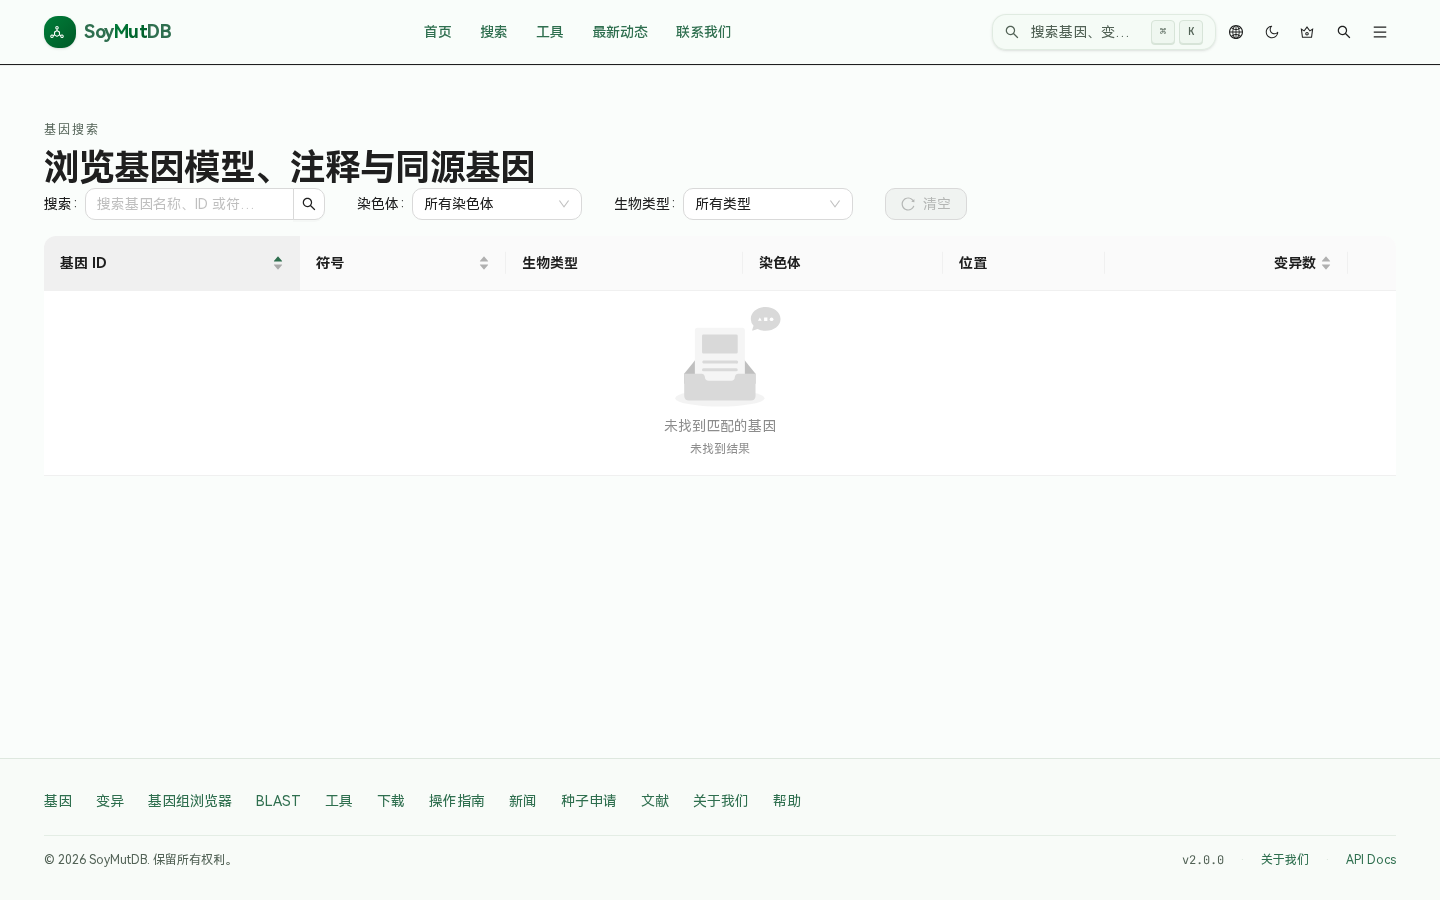 SoyMutDB 首页 搜索 工具 最新动态 联系我们 搜索基因、变... ⌘ K
基因搜索
浏览基因模型、注释与同源基因
搜索: 搜索基因名称、ID 或符... 染色体: 所有染色体 生物类型: 所有类型 清空
基因 ID 符号 生物类型 染色体 位置 变异数
未找到匹配的基因
未找到结果
基因 变异 基因组浏览器 BLAST 工具 下载 操作指南 新闻 种子申请 文献 关于我们 帮助
© 2026 SoyMutDB. 保留所有权利。 v2.0.0 关于我们 · API Docs